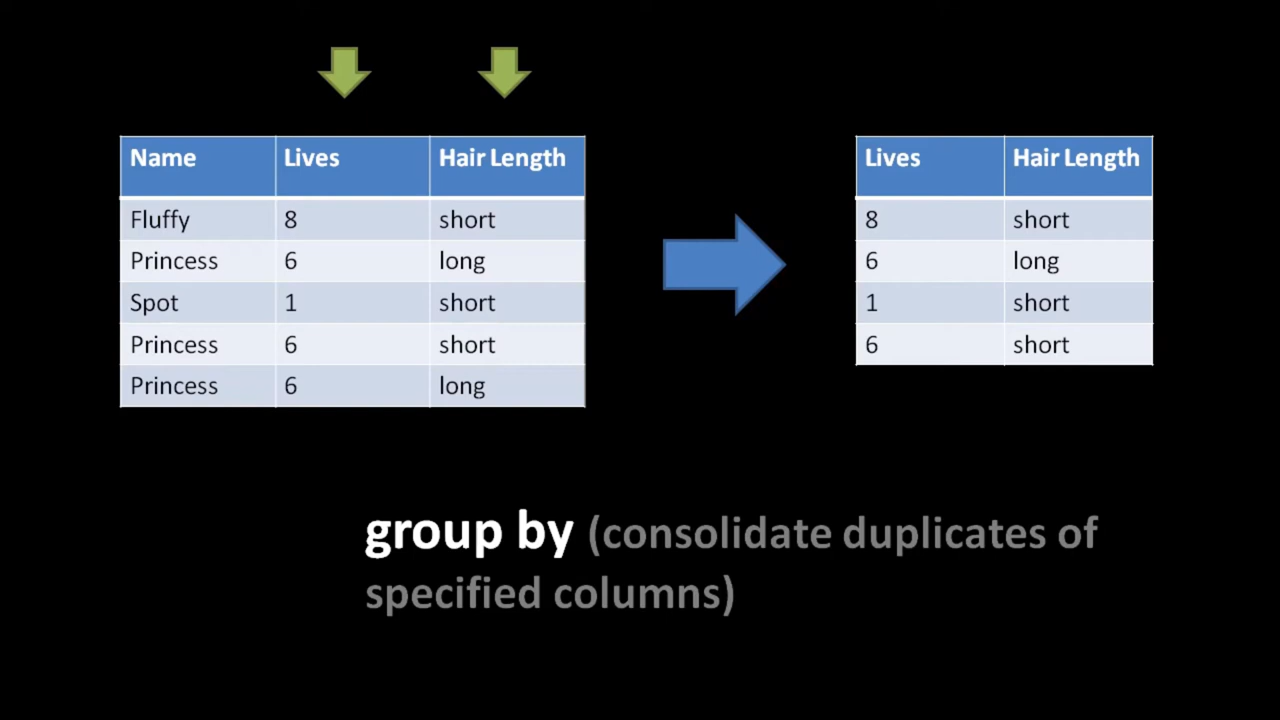 Name Lives Hair Length
Fluffy 8 short
Princess 6 long
Spot 1 short
Princess 6 short
Princess 6 long
Lives Hair Length
8 short
6 long
1 short
6 short
group by (consolidate duplicates of
specified columns)